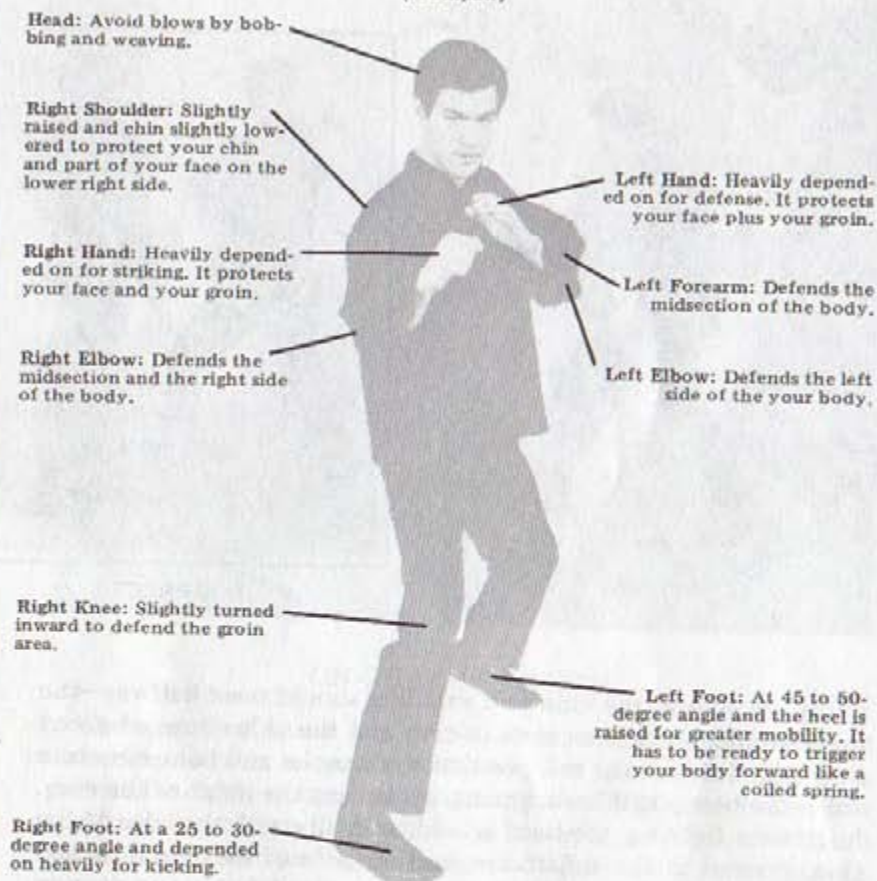 Head: Avoid blows by bob-
bing and weaving.
Right Shoulder: Slightly
raised and chin slightly low-
ered to protect your chin
and part of your face on the
lower right side.
Left Hand: Heavily depend-
ed on for defense. It protects
your face plus your groin.
Right Hand: Heavily depend-
ed on for striking. It protects
your face and your groin.
Left Forearm: Defends the
midsection of the body.
Right Elbow: Defends the
midsection and the right side
of the body.
Left Elbow: Defends the left
side of the your body.
Right Knee: Slightly turned
inward to defend the groin
area.
Left Foot: At 45 to 50-
degree angle and the heel is
raised for greater mobility. It
has to be ready to trigger
your body forward like a
coiled spring.
Right Foot: At a 25 to 30-
degree angle and depended
on heavily for kicking.